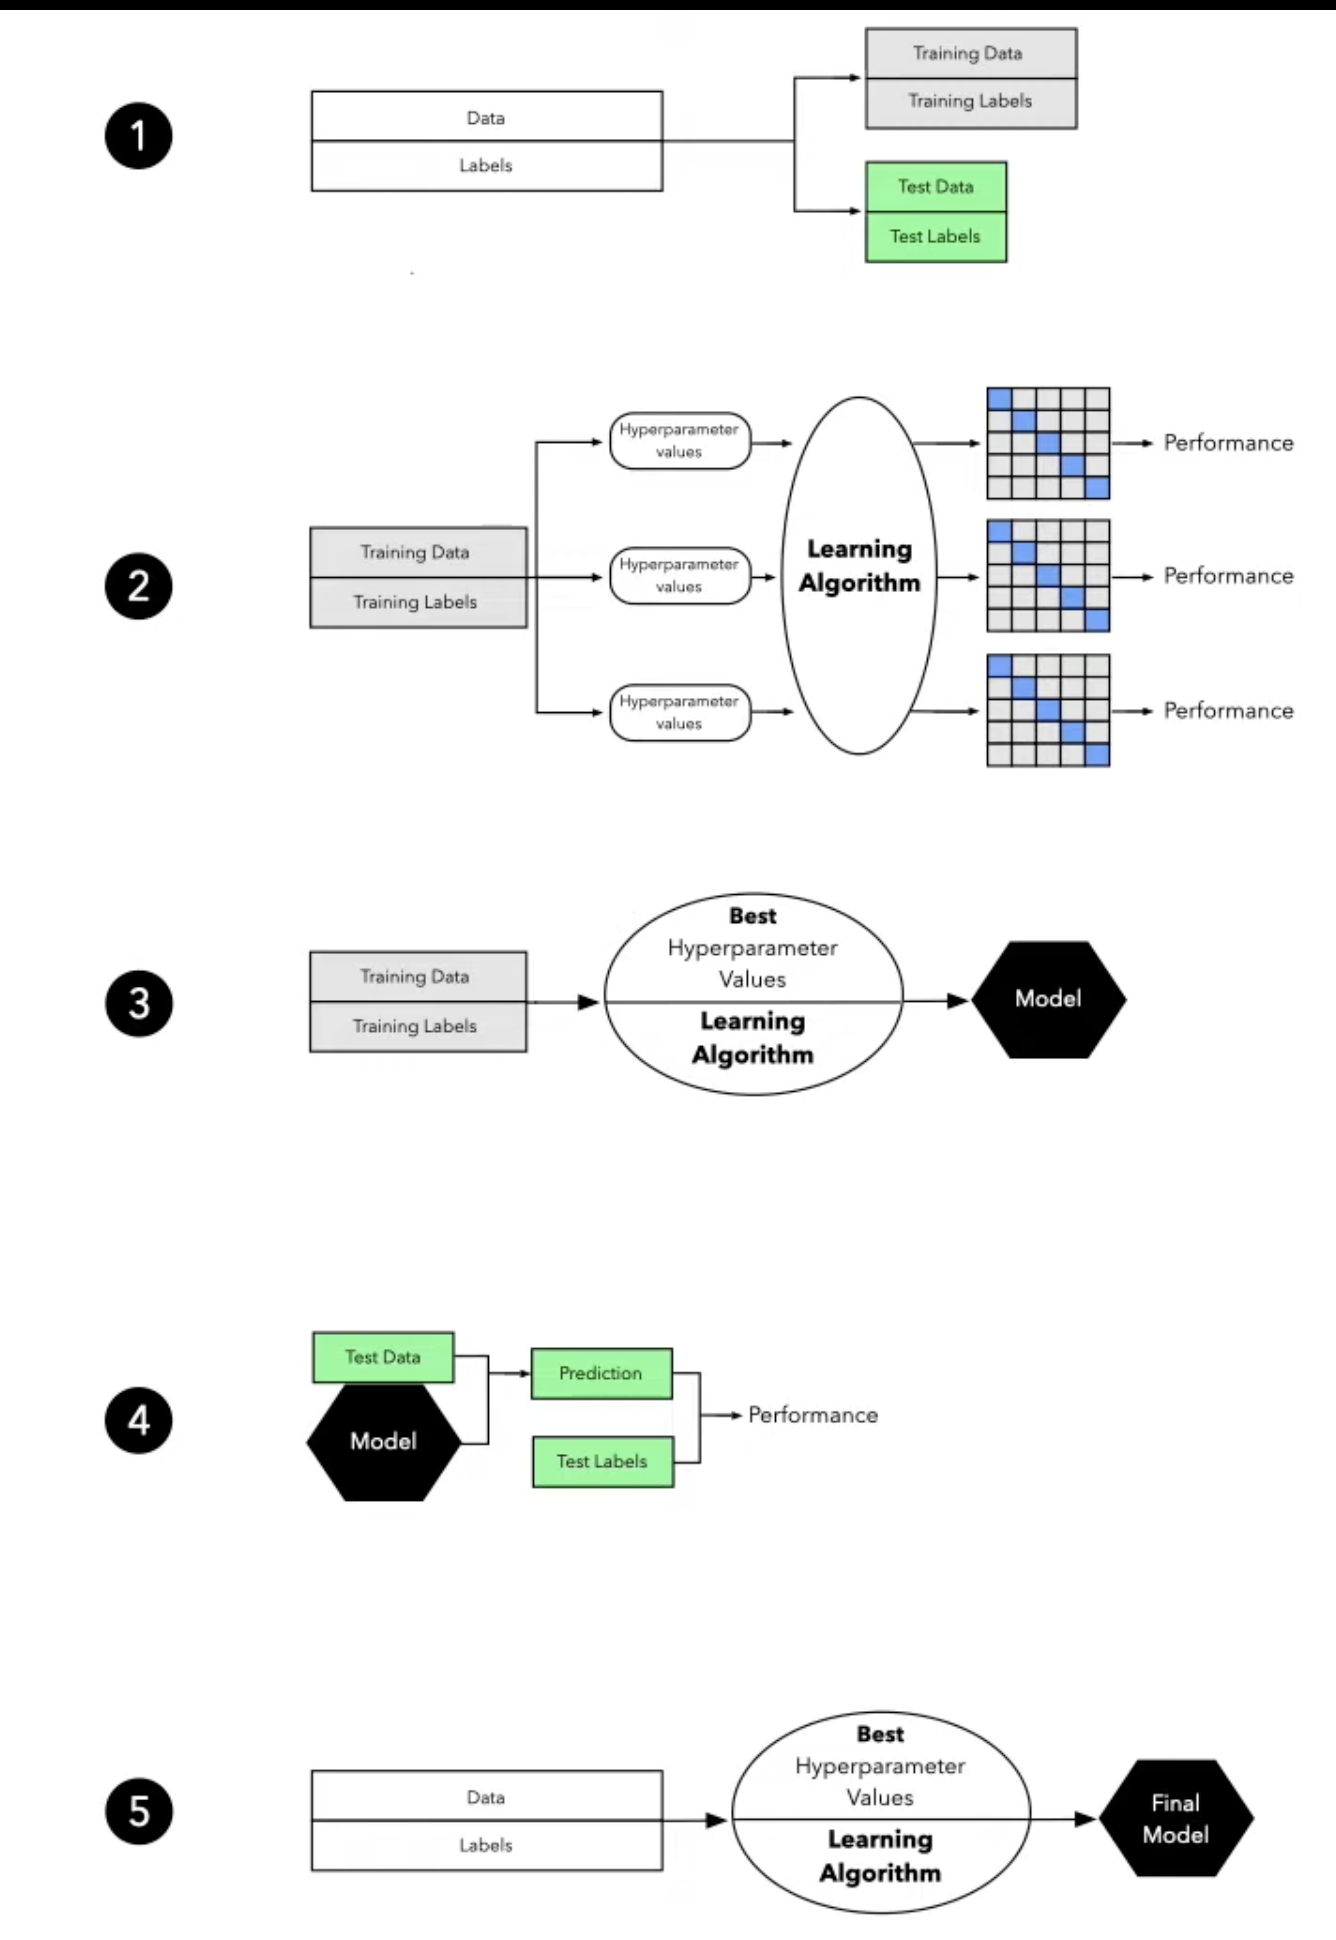 1
Data
Labels
Training Data
Training Labels
Test Data
Test Labels
2
Training Data
Training Labels
Hyperparameter
values
Hyperparameter
values
Hyperparameter
values
Learning
Algorithm
Performance
Performance
Performance
3
Training Data
Training Labels
Best
Hyperparameter
Values
Learning
Algorithm
Model
4
Test Data
Model
Prediction
Test Labels
Performance
5
Data
Labels
Best
Hyperparameter
Values
Learning
Algorithm
Final
Model